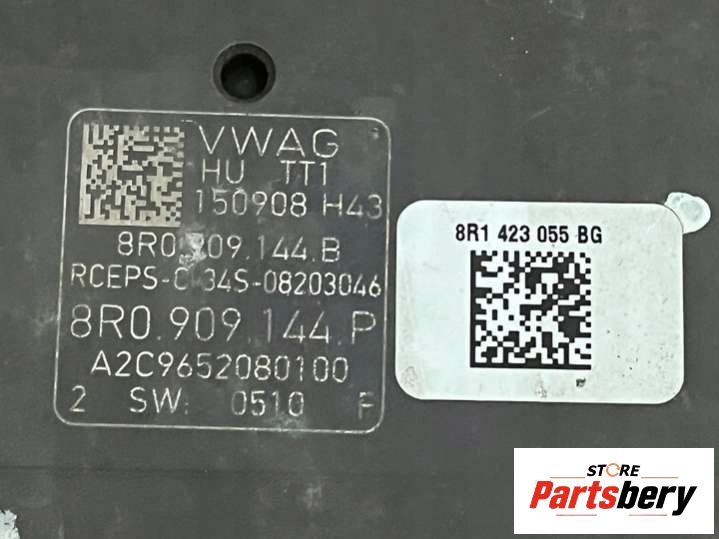 VWAG
HU TT1
150908 H43
8R0.909.144.B
RCEPS-C 34S-08203046
8R0.909.144.P
A2C9652080100
2 SW: 0510 F
8R1 423 055 BG
STORE
Partsbery